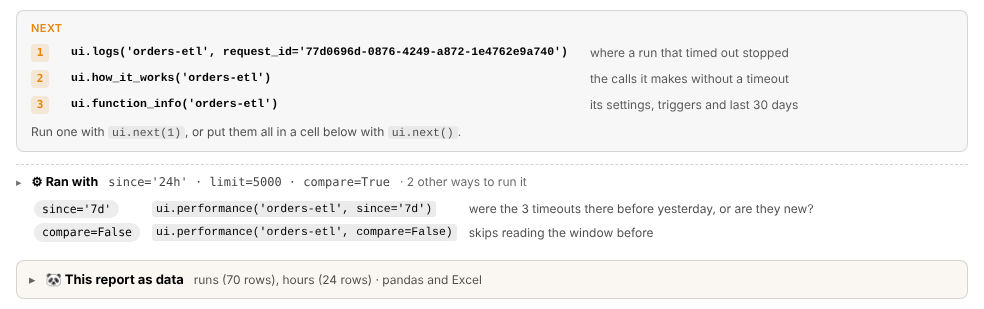 NEXT
1 ui.logs('orders-etl', request_id='77d0696d-0876-4249-a872-1e4762e9a740') where a run that timed out stopped
2 ui.how_it_works('orders-etl') the calls it makes without a timeout
3 ui.function_info('orders-etl') its settings, triggers and last 30 days
Run one with ui.next(1), or put them all in a cell below with ui.next().
▸ ⚙ Ran with since='24h' · limit=5000 · compare=True · 2 other ways to run it
since='7d' ui.performance('orders-etl', since='7d') were the 3 timeouts there before yesterday, or are they new?
compare=False ui.performance('orders-etl', compare=False) skips reading the window before
▸ 🐼 This report as data runs (70 rows), hours (24 rows) · pandas and Excel